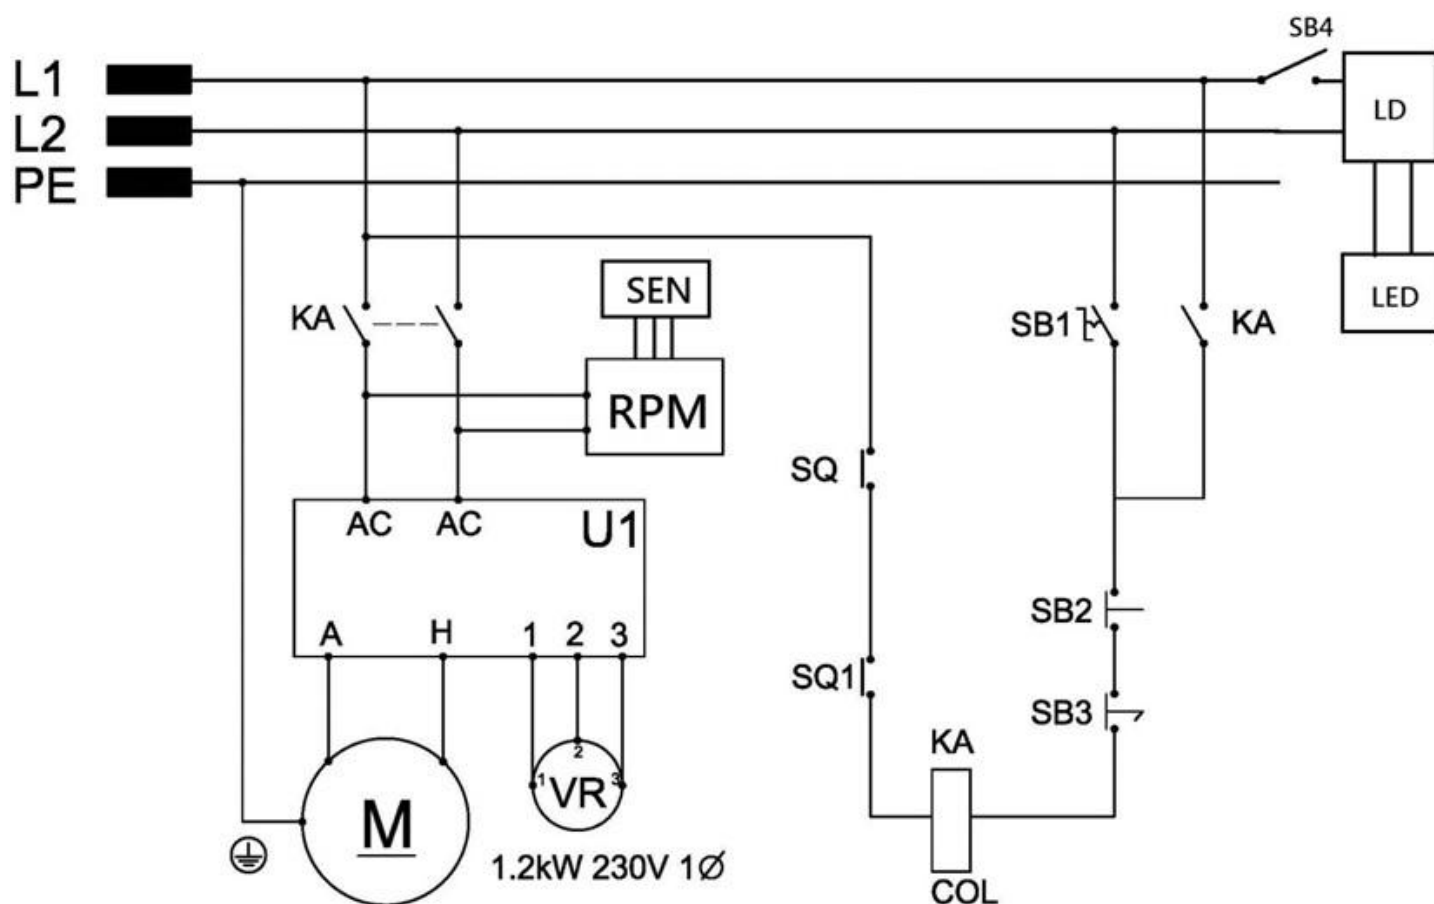 SB4
L1
L2
PE
LD
LED
SEN
KA
RPM
SB1
KA
SQ
AC AC U1
A H 1 2 3
SB2
SQ1
SB3
KA
M
1 2 3
VR
1.2kW 230V 1Ø
COL